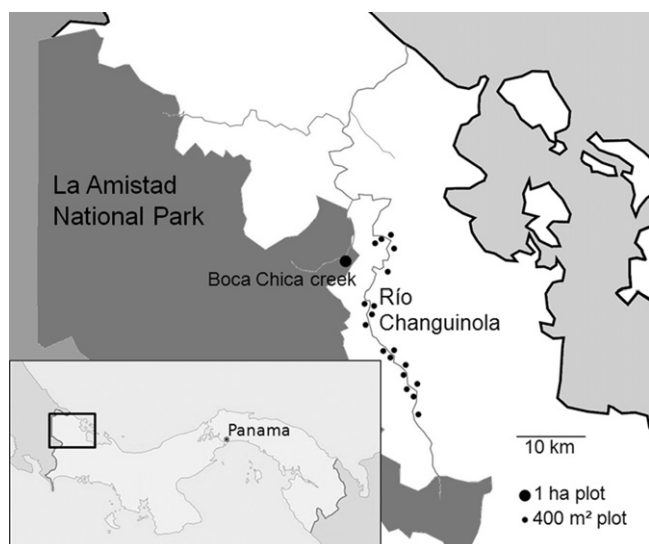 La Amistad
National Park
Boca Chica creek
Río
Changuinola
Panama
10 km
1 ha plot
400 m² plot